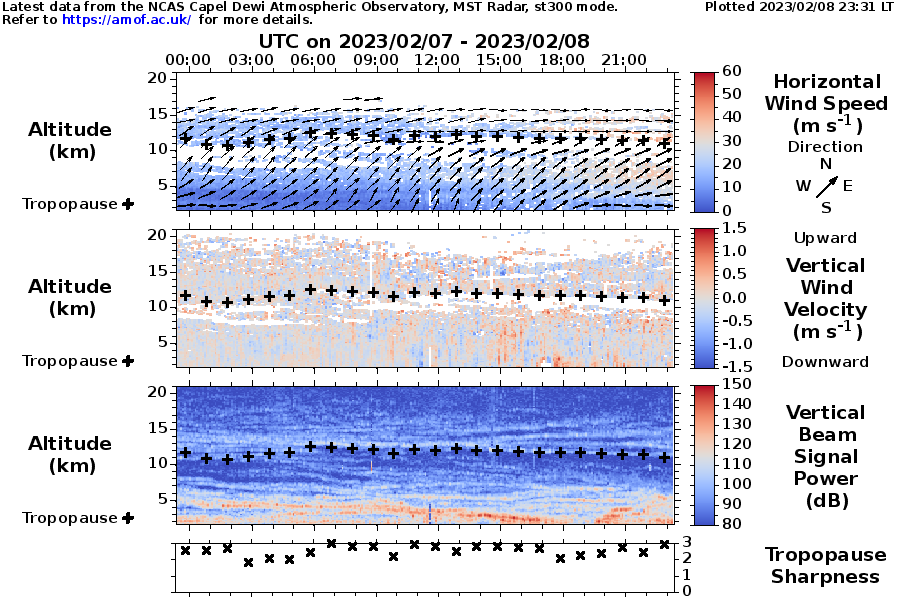 Latest data from the NCAS Capel Dewi Atmospheric Observatory, MST Radar, st300 mode.
Plotted 2023/02/08 23:31 LT
Refer to https://amof.ac.uk/ for more details.
UTC on 2023/02/07 - 2023/02/08
00:00 03:00 06:00 09:00 12:00 15:00 18:00 21:00
20
15
10
5
Altitude
(km)
Tropopause
60
50
40
30
20
10
0
Horizontal
Wind Speed
(m s-1)
Direction
N
W E
S
20
15
10
5
Altitude
(km)
Tropopause
1.5
1.0
0.5
0.0
-0.5
-1.0
-1.5
Upward
Vertical
Wind
Velocity
(m s-1)
Downward
20
15
10
5
Altitude
(km)
Tropopause
150
140
130
120
110
100
90
80
Vertical
Beam
Signal
Power
(dB)
3
2
1
0
Tropopause
Sharpness